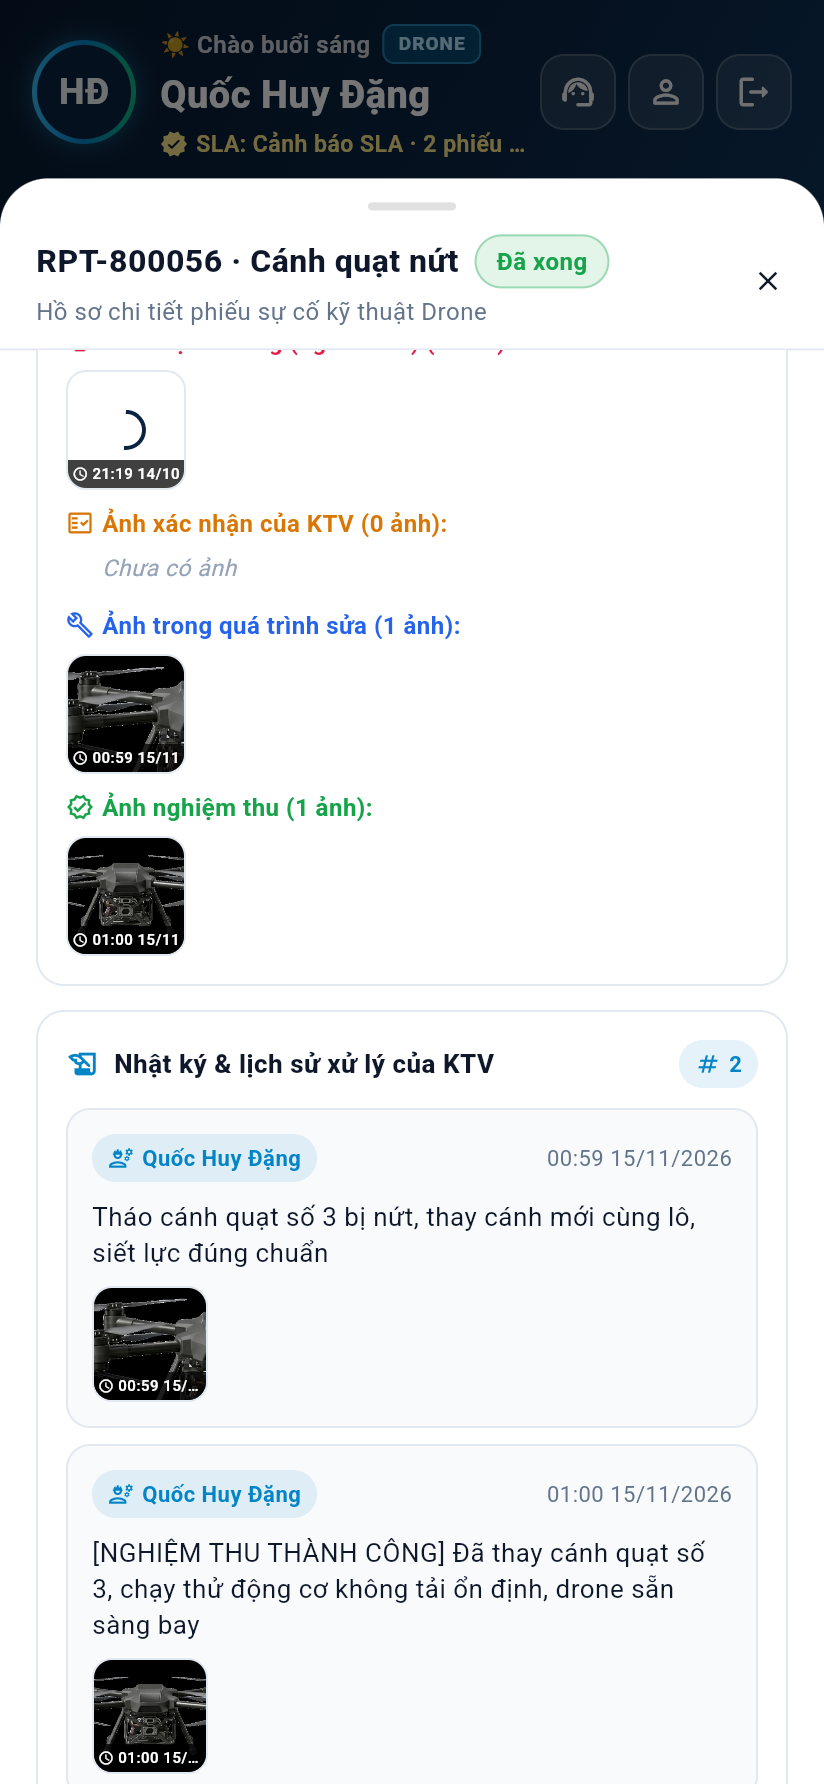 Chào buổi sáng DRONE
HĐ
Quốc Huy Đặng
SLA: Cảnh báo SLA · 2 phiếu ...
RPT-800056 · Cánh quạt nứt Đã xong
Hồ sơ chi tiết phiếu sự cố kỹ thuật Drone
21:19 14/10
Ảnh xác nhận của KTV (0 ảnh):
Chưa có ảnh
Ảnh trong quá trình sửa (1 ảnh):
00:59 15/11
Ảnh nghiệm thu (1 ảnh):
01:00 15/11
Nhật ký & lịch sử xử lý của KTV # 2
Quốc Huy Đặng 00:59 15/11/2026
Tháo cánh quạt số 3 bị nứt, thay cánh mới cùng lô,
siết lực đúng chuẩn
00:59 15/...
Quốc Huy Đặng 01:00 15/11/2026
[NGHIỆM THU THÀNH CÔNG] Đã thay cánh quạt số
3, chạy thử động cơ không tải ổn định, drone sẵn
sàng bay
01:00 15/...